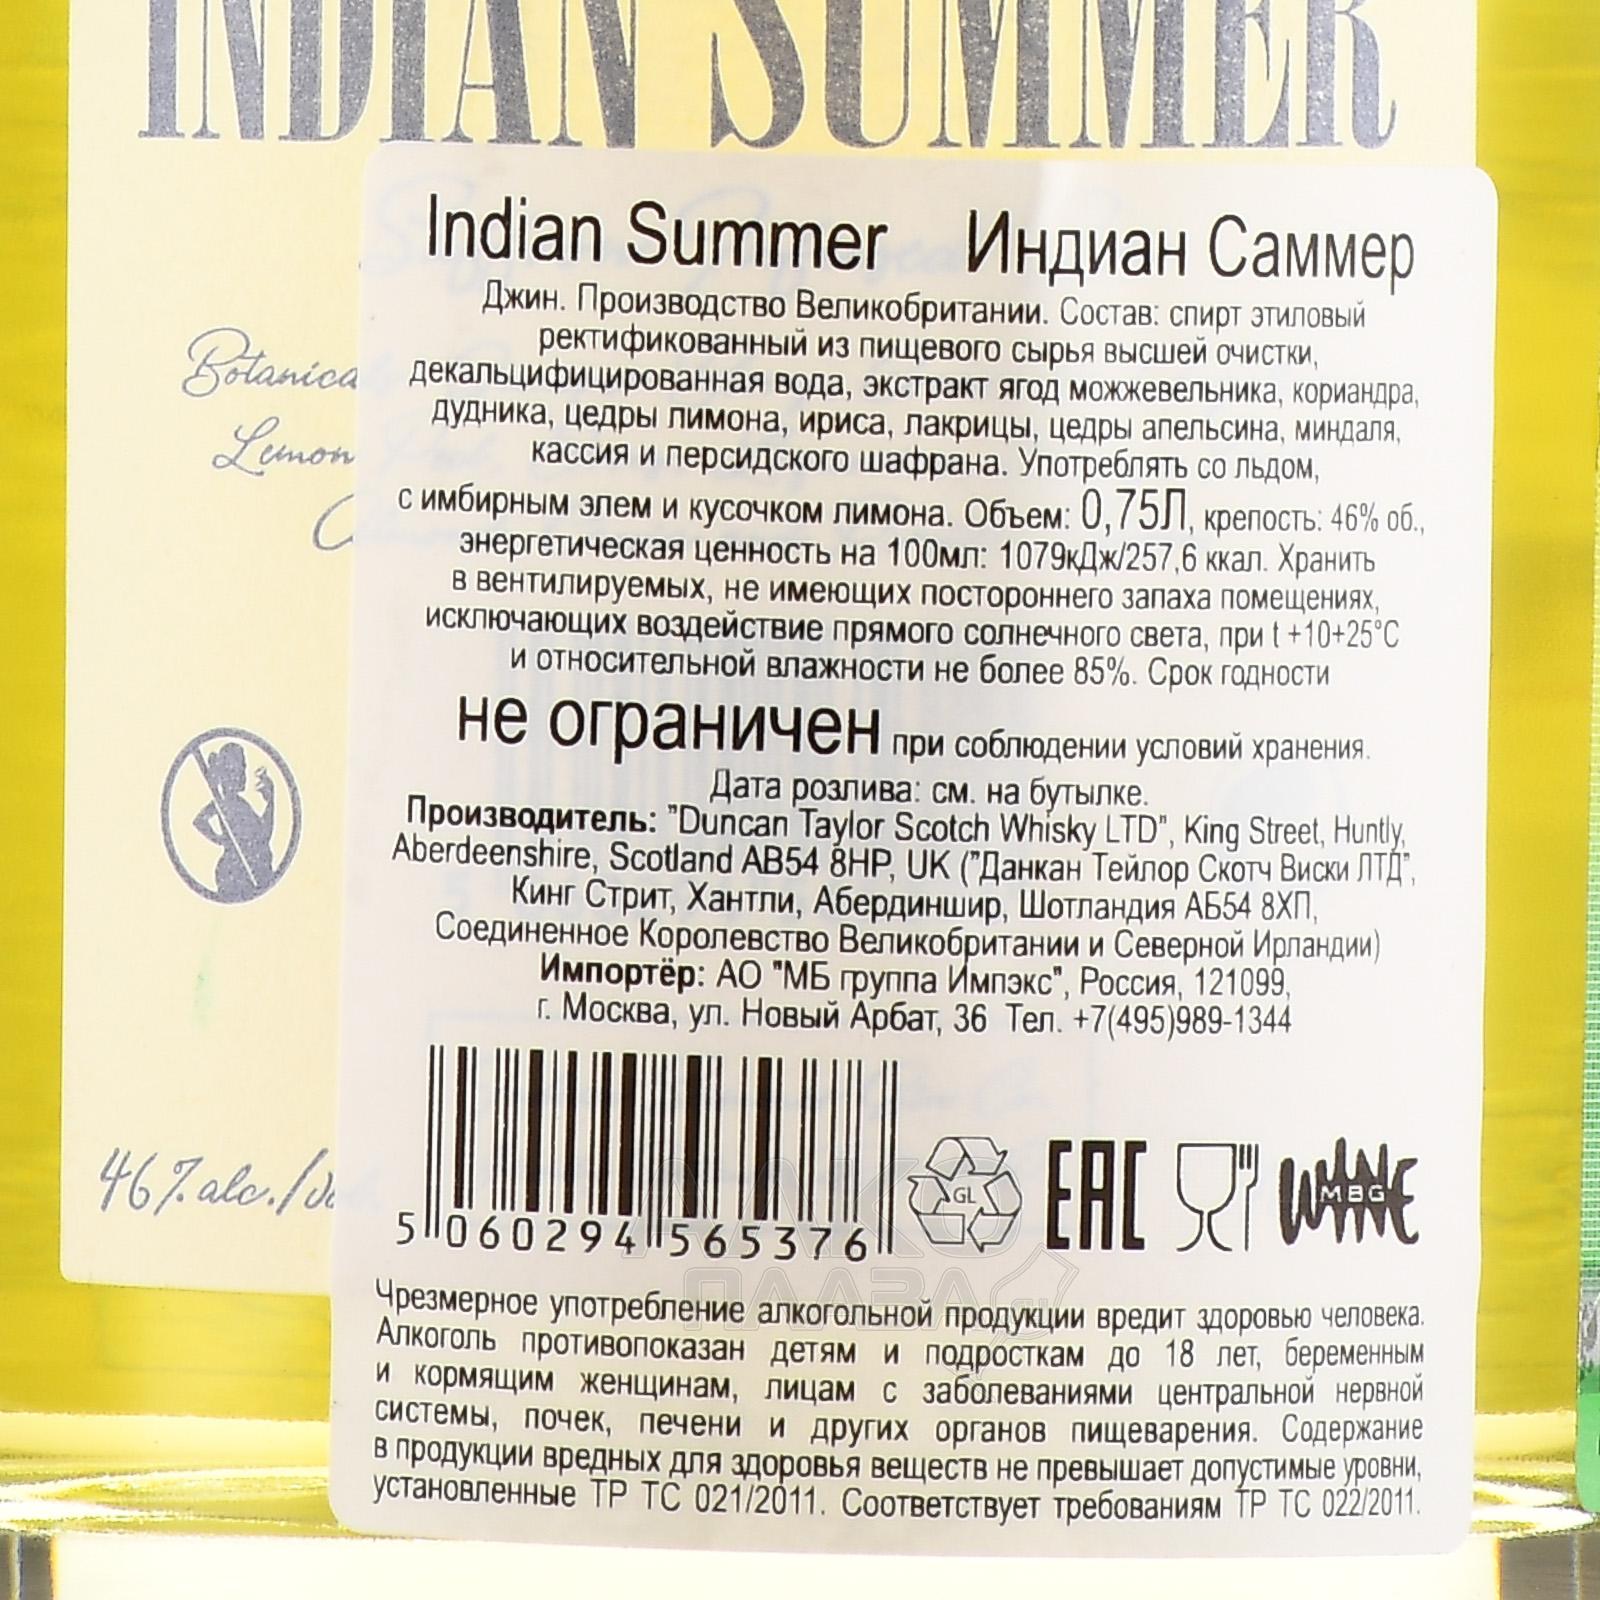 INDIAN SUMMER
Botanica
Lemon
46% alc./vo
Indian Summer Индиан Саммер
Джин. Производство Великобритании. Состав: спирт этиловый
ректификованный из пищевого сырья высшей очистки,
декальцифицированная вода, экстракт ягод можжевельника, кориандра,
дудника, цедры лимона, ириса, лакрицы, цедры апельсина, миндаля,
кассия и персидского шафрана. Употреблять со льдом,
с имбирным элем и кусочком лимона. Объем: 0,75Л, крепость: 46% об.,
энергетическая ценность на 100мл: 1079кДж/257,6 ккал. Хранить
в вентилируемых, не имеющих постороннего запаха помещениях,
исключающих воздействие прямого солнечного света, при t +10+25°С
и относительной влажности не более 85%. Срок годности
не ограничен при соблюдении условий хранения.
Дата розлива: см. на бутылке.
Производитель: "Duncan Taylor Scotch Whisky LTD", King Street, Huntly,
Aberdeenshire, Scotland AB54 8HP, UK ("Данкан Тейлор Скотч Виски ЛТД",
Кинг Стрит, Хантли, Абердиншир, Шотландия АБ54 8ХП,
Соединенное Королевство Великобритании и Северной Ирландии)
Импортёр: АО "МБ группа Импэкс", Россия, 121099,
г. Москва, ул. Новый Арбат, 36 Тел. +7(495)989-1344
5 060294 565376
GL
EAC
WINE
MBG
АЛКО
ПЛАЗА
Чрезмерное употребление алкогольной продукции вредит здоровью человека.
Алкоголь противопоказан детям и подросткам до 18 лет, беременным
и кормящим женщинам, лицам с заболеваниями центральной нервной
системы, почек, печени и других органов пищеварения. Содержание
в продукции вредных для здоровья веществ не превышает допустимые уровни,
установленные ТР ТС 021/2011. Соответствует требованиям ТР ТС 022/2011.